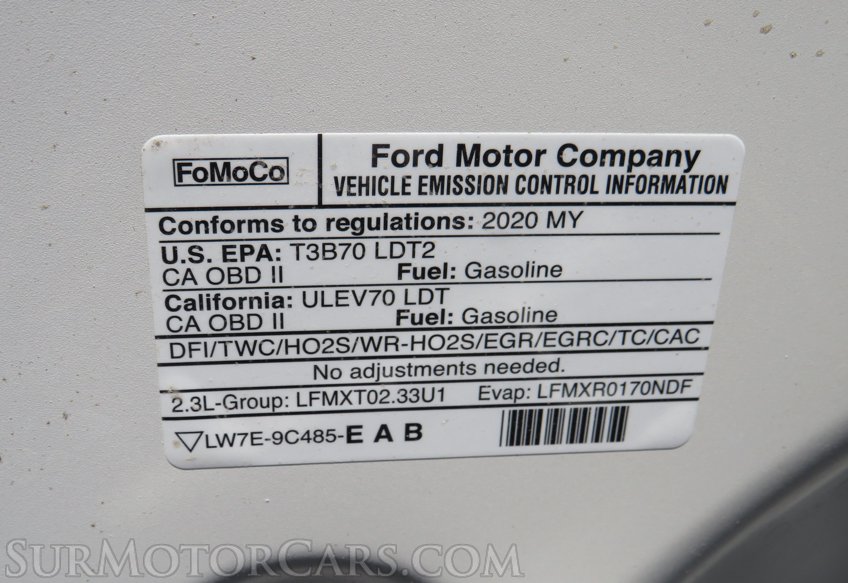 FoMoCo
Ford Motor Company
VEHICLE EMISSION CONTROL INFORMATION
Conforms to regulations: 2020 MY
U.S. EPA: T3B70 LDT2
CA OBD II Fuel: Gasoline
California: ULEV70 LDT
CA OBD II Fuel: Gasoline
DFI/TWC/HO2S/WR-HO2S/EGR/EGRC/TC/CAC
No adjustments needed.
2.3L-Group: LFMXT02.33U1 Evap: LFMXR0170NDF
LW7E-9C485-E A B
SurMotorCars.com